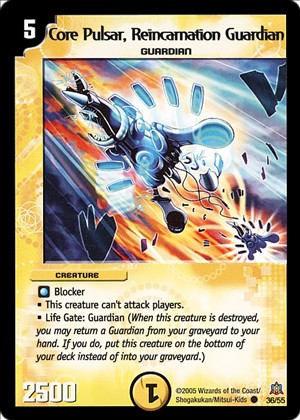 5 Core Pulsar, Reincarnation Guardian
GUARDIAN
CREATURE
Blocker
▪ This creature can't attack players.
▪ Life Gate: Guardian (When this creature is destroyed,
you may return a Guardian from your graveyard to your
hand. If you do, put this creature on the bottom of
your deck instead of into your graveyard.)
2500
1
©2005 Wizards of the Coast/
Shogakukan/Mitsui-Kids
36/55